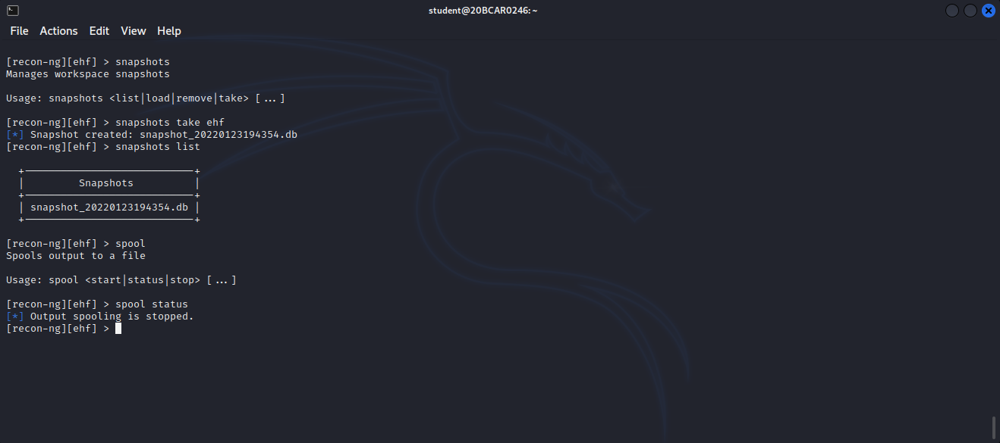 student@20BCAR0246:~
File Actions Edit View Help
[recon-ng][ehf] > snapshots
Manages workspace snapshots
Usage: snapshots <list|load|remove|take> [...]
[recon-ng][ehf] > snapshots take ehf
[*] Snapshot created: snapshot_20220123194354.db
[recon-ng][ehf] > snapshots list
+---------------------------+
| Snapshots |
+---------------------------+
| snapshot_20220123194354.db |
+---------------------------+
[recon-ng][ehf] > spool
Spools output to a file
Usage: spool <start|status|stop> [...]
[recon-ng][ehf] > spool status
[*] Output spooling is stopped.
[recon-ng][ehf] >